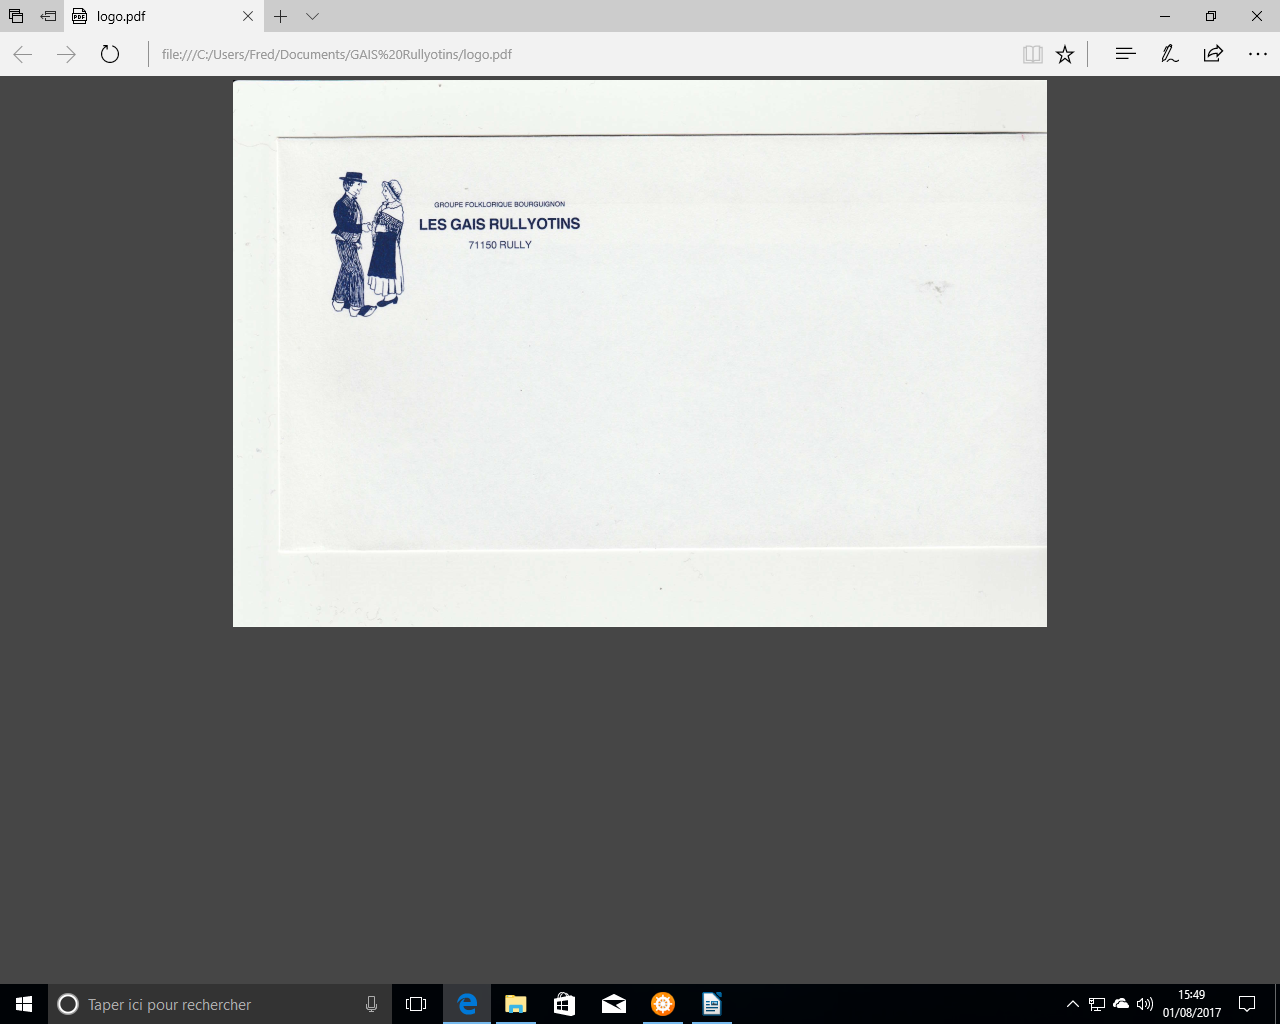 logo.pdf
file:///C:/Users/Fred/Documents/GAIS%20Rullyotins/logo.pdf
GROUPE FOLKLORIQUE BOURGUIGNON
LES GAIS RULLYOTINS
71150 RULLY
Taper ici pour rechercher
15:49
01/08/2017